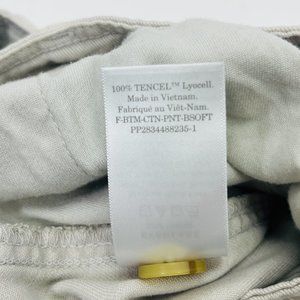 100% TENCEL™ Lyocell.
Made in Vietnam.
Fabriqué au Viêt-Nam.
F-BTM-CTN-PNT-BSOFT
PP2834488235-1